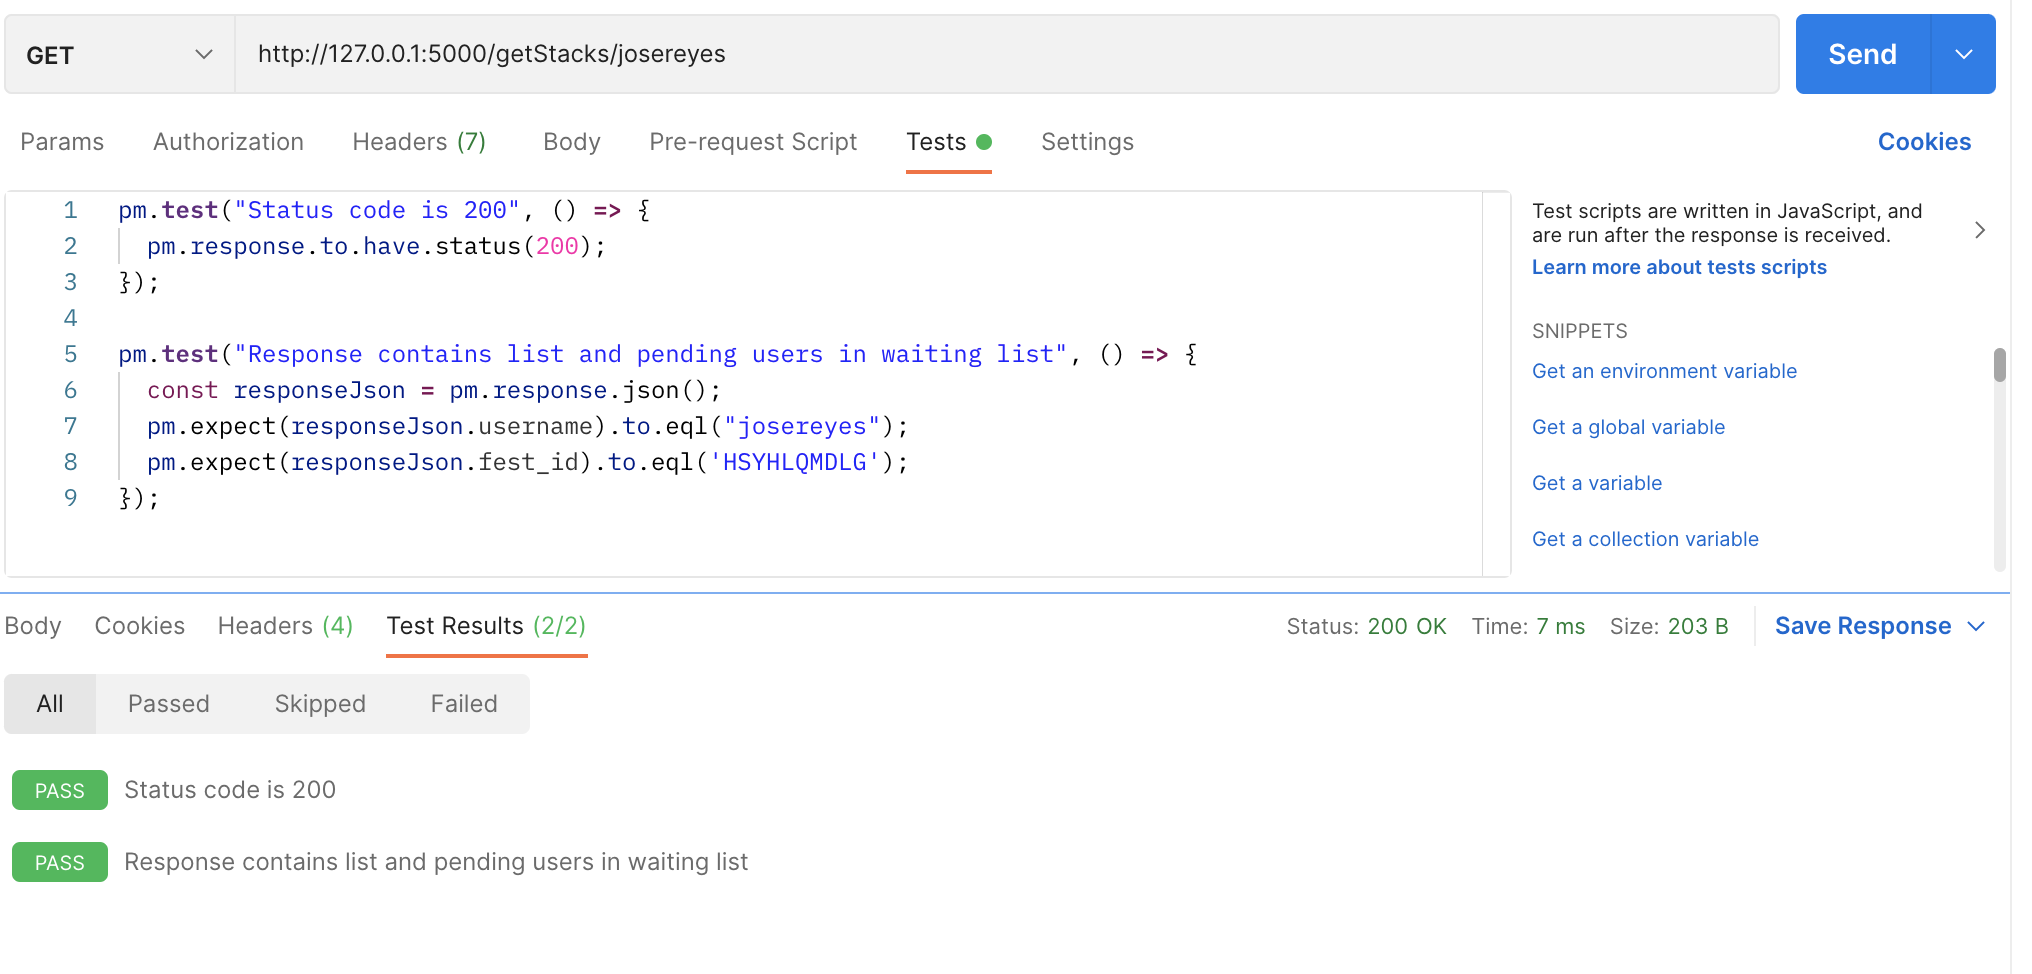 GET http://127.0.0.1:5000/getStacks/josereyes Send
Params Authorization Headers (7) Body Pre-request Script Tests Settings Cookies
1 pm.test("Status code is 200", () => {
2 pm.response.to.have.status(200);
3 });
4
5 pm.test("Response contains list and pending users in waiting list", () => {
6 const responseJson = pm.response.json();
7 pm.expect(responseJson.username).to.eql("josereyes");
8 pm.expect(responseJson.fest_id).to.eql('HSYHLQMDLG');
9 });
Test scripts are written in JavaScript, and
are run after the response is received.
Learn more about tests scripts
SNIPPETS
Get an environment variable
Get a global variable
Get a variable
Get a collection variable
Body Cookies Headers (4) Test Results (2/2) Status: 200 OK Time: 7 ms Size: 203 B Save Response
All Passed Skipped Failed
PASS Status code is 200
PASS Response contains list and pending users in waiting list